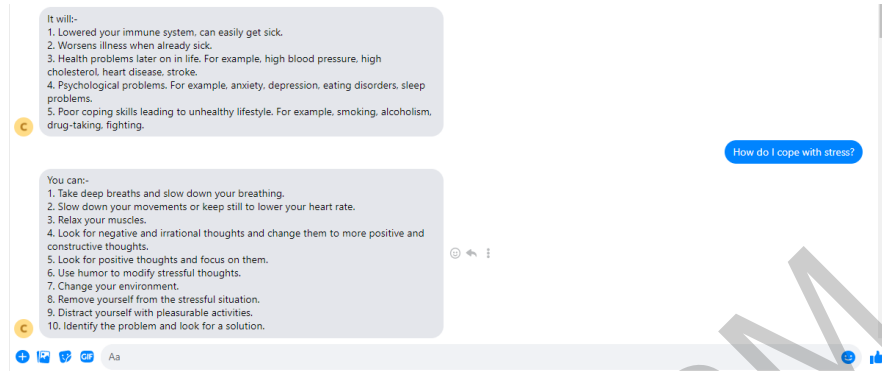 It will:-
1. Lowered your immune system, can easily get sick.
2. Worsens illness when already sick.
3. Health problems later on in life. For example, high blood pressure, high
cholesterol, heart disease, stroke.
4. Psychological problems. For example, anxiety, depression, eating disorders, sleep
problems.
5. Poor coping skills leading to unhealthy lifestyle. For example, smoking, alcoholism,
drug-taking, fighting.
C
How do I cope with stress?
You can:-
1. Take deep breaths and slow down your breathing.
2. Slow down your movements or keep still to lower your heart rate.
3. Relax your muscles.
4. Look for negative and irrational thoughts and change them to more positive and
constructive thoughts.
5. Look for positive thoughts and focus on them.
6. Use humor to modify stressful thoughts.
7. Change your environment.
8. Remove yourself from the stressful situation.
9. Distract yourself with pleasurable activities.
10. Identify the problem and look for a solution.
C
GIF
Aa